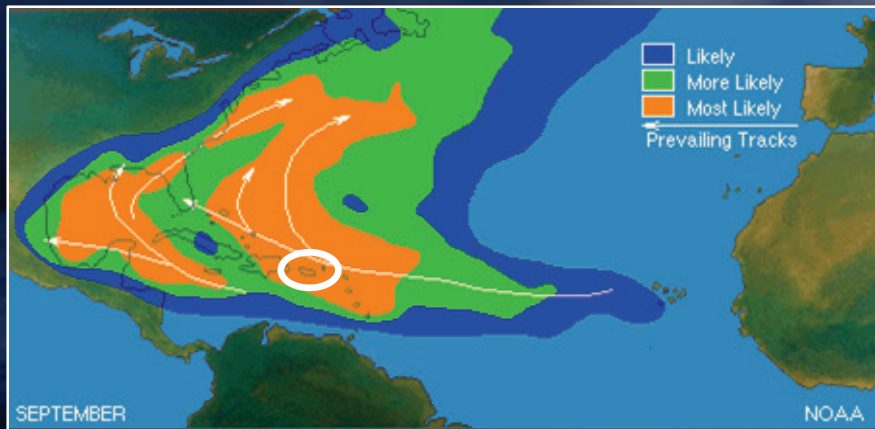 Likely
More Likely
Most Likely
Prevailing Tracks
SEPTEMBER
NOAA